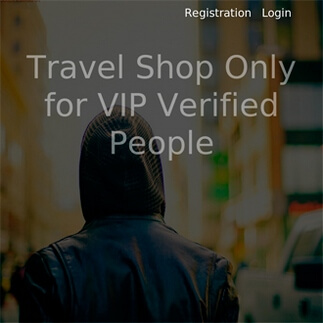 Registration Login
Travel Shop Only
for VIP Verified
People